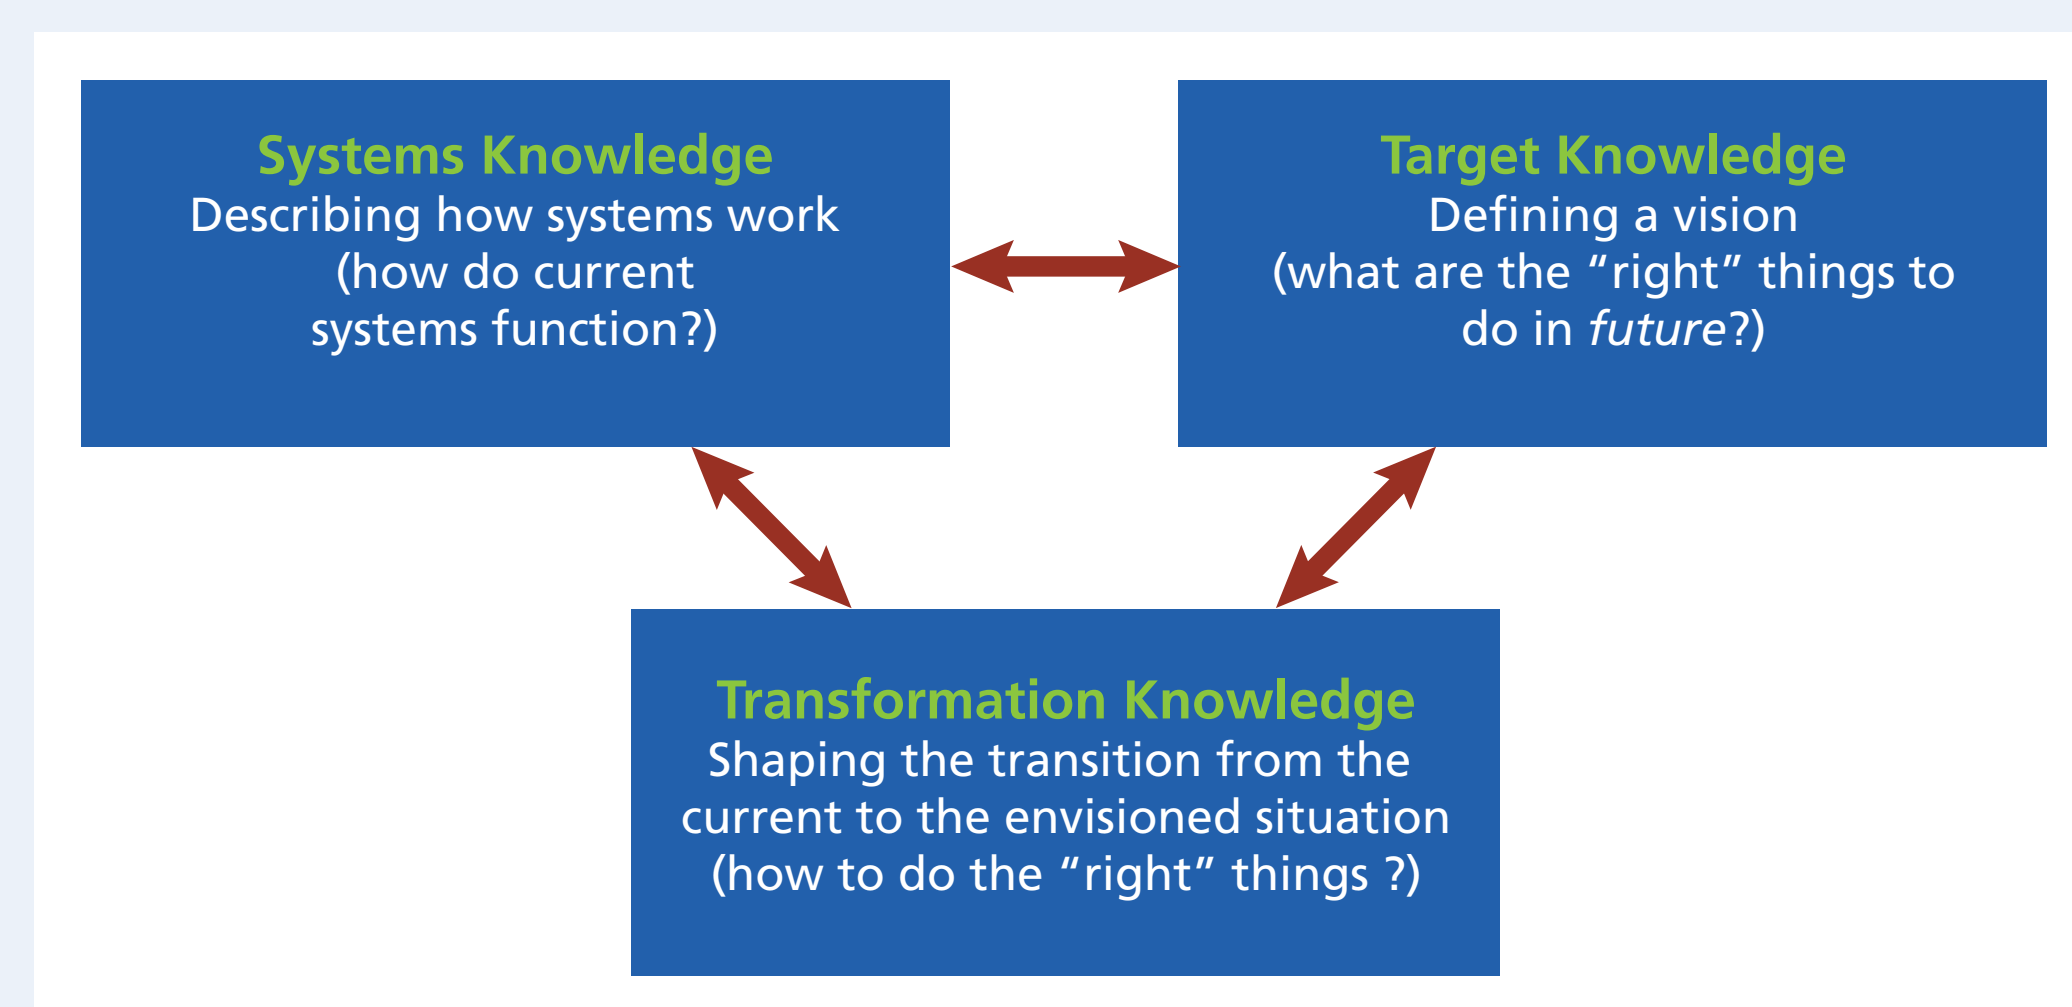 Systems Knowledge
Describing how systems work
(how do current
systems function?)
Target Knowledge
Defining a vision
(what are the “right” things to
do in future?)
Transformation Knowledge
Shaping the transition from the
current to the envisioned situation
(how to do the “right” things ?)